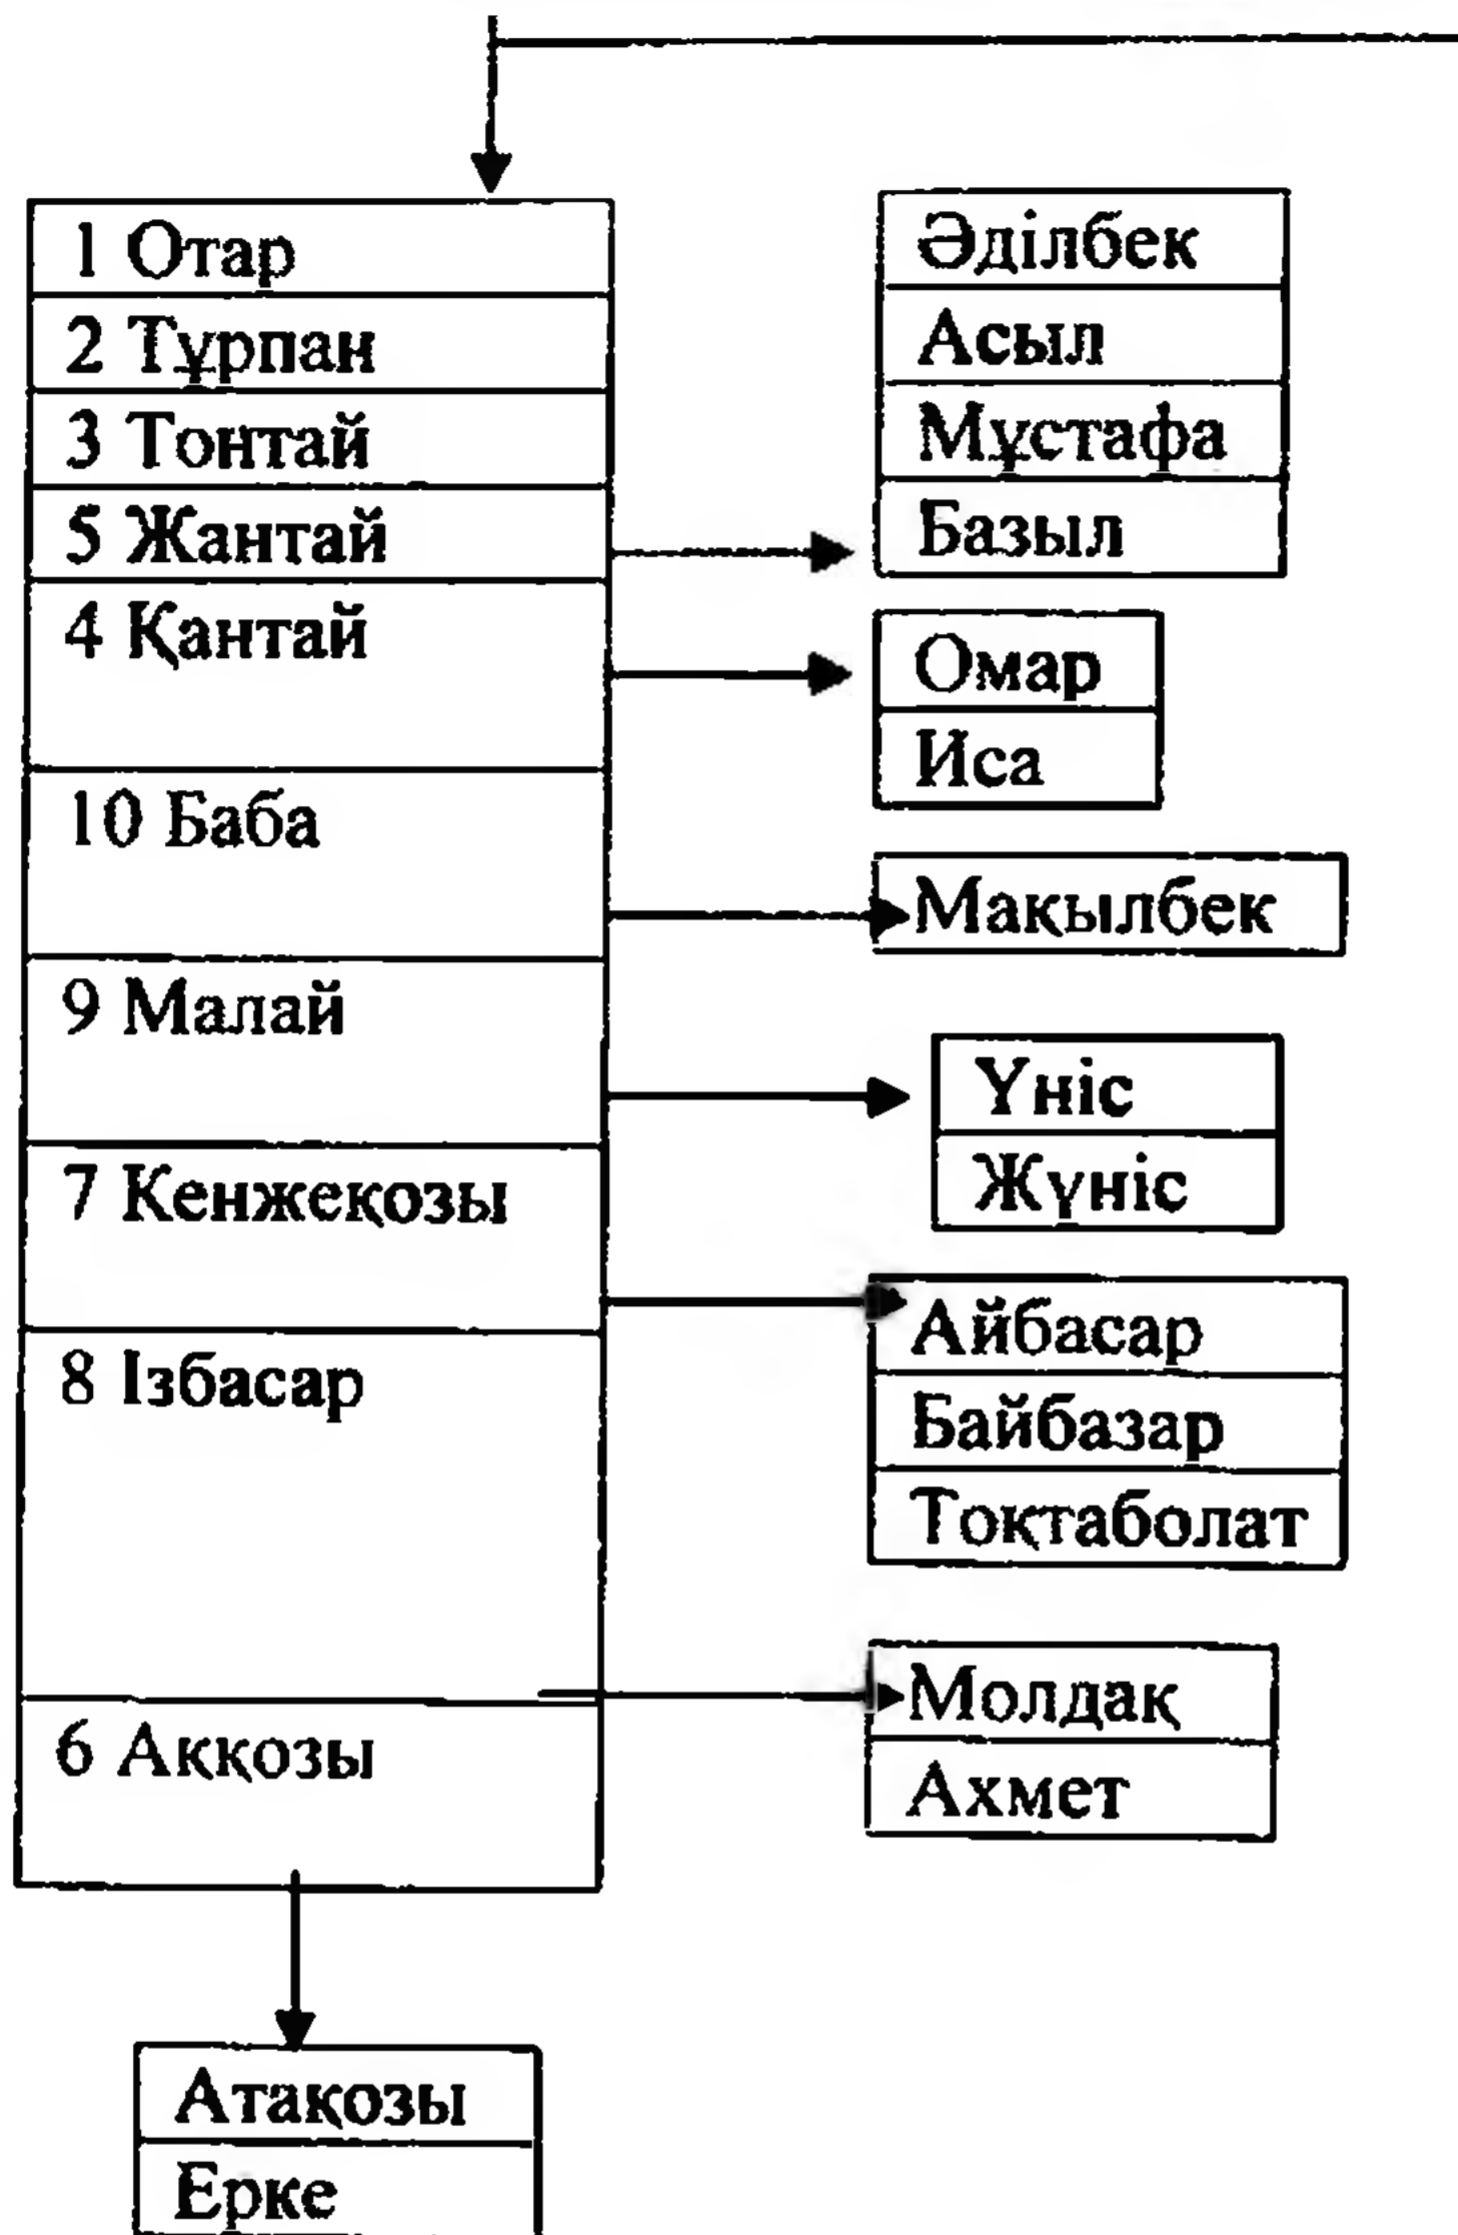 1 Отар
2 Тұрпан
3 Тонтай
5 Жантай
4 Қантай
10 Баба
9 Малай
7 Кенжеқозы
8 Ізбасар
6 Аққозы
Әділбек
Асыл
Мұстафа
Базыл
Омар
Иса
Мақылбек
Үніс
Жүніс
Айбасар
Байбазар
Тоқтаболат
Молдақ
Ахмет
Атақозы
Ерке